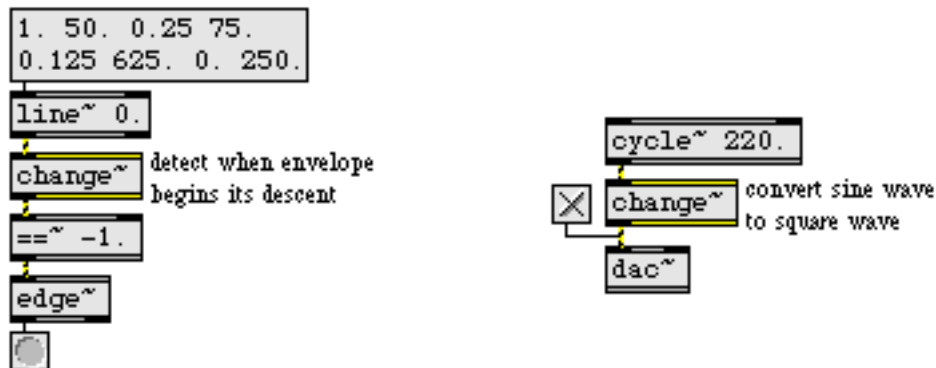 1. 50. 0.25 75.
0.125 625. 0. 250.
line~ 0.
change~
detect when envelope
begins its descent
==~ -1.
edge~
cycle~ 220.
change~
convert sine wave
to square wave
dac~